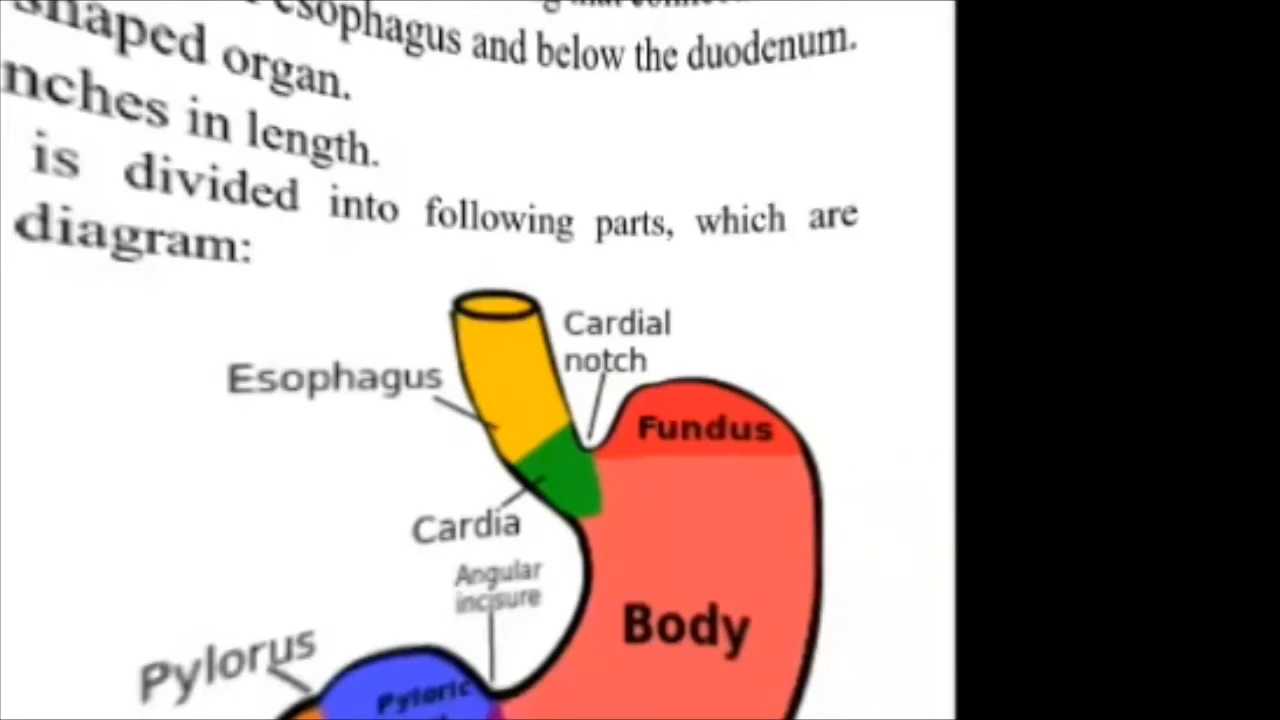 esophagus and below the duodenum.
shaped organ.
nches in length.
is divided into following parts, which are
diagram:
Cardial
notch
Esophagus
Fundus
Cardia
Angular
incisure
Body
Pylorus
Pyloric